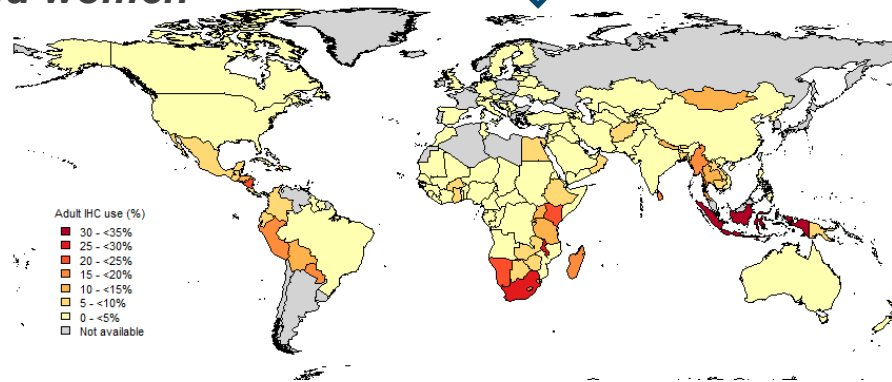 women
Adult IHC use (%)
30 - <35%
25 - <30%
20 - <25%
15 - <20%
10 - <15%
5 - <10%
0 - <5%
Not available